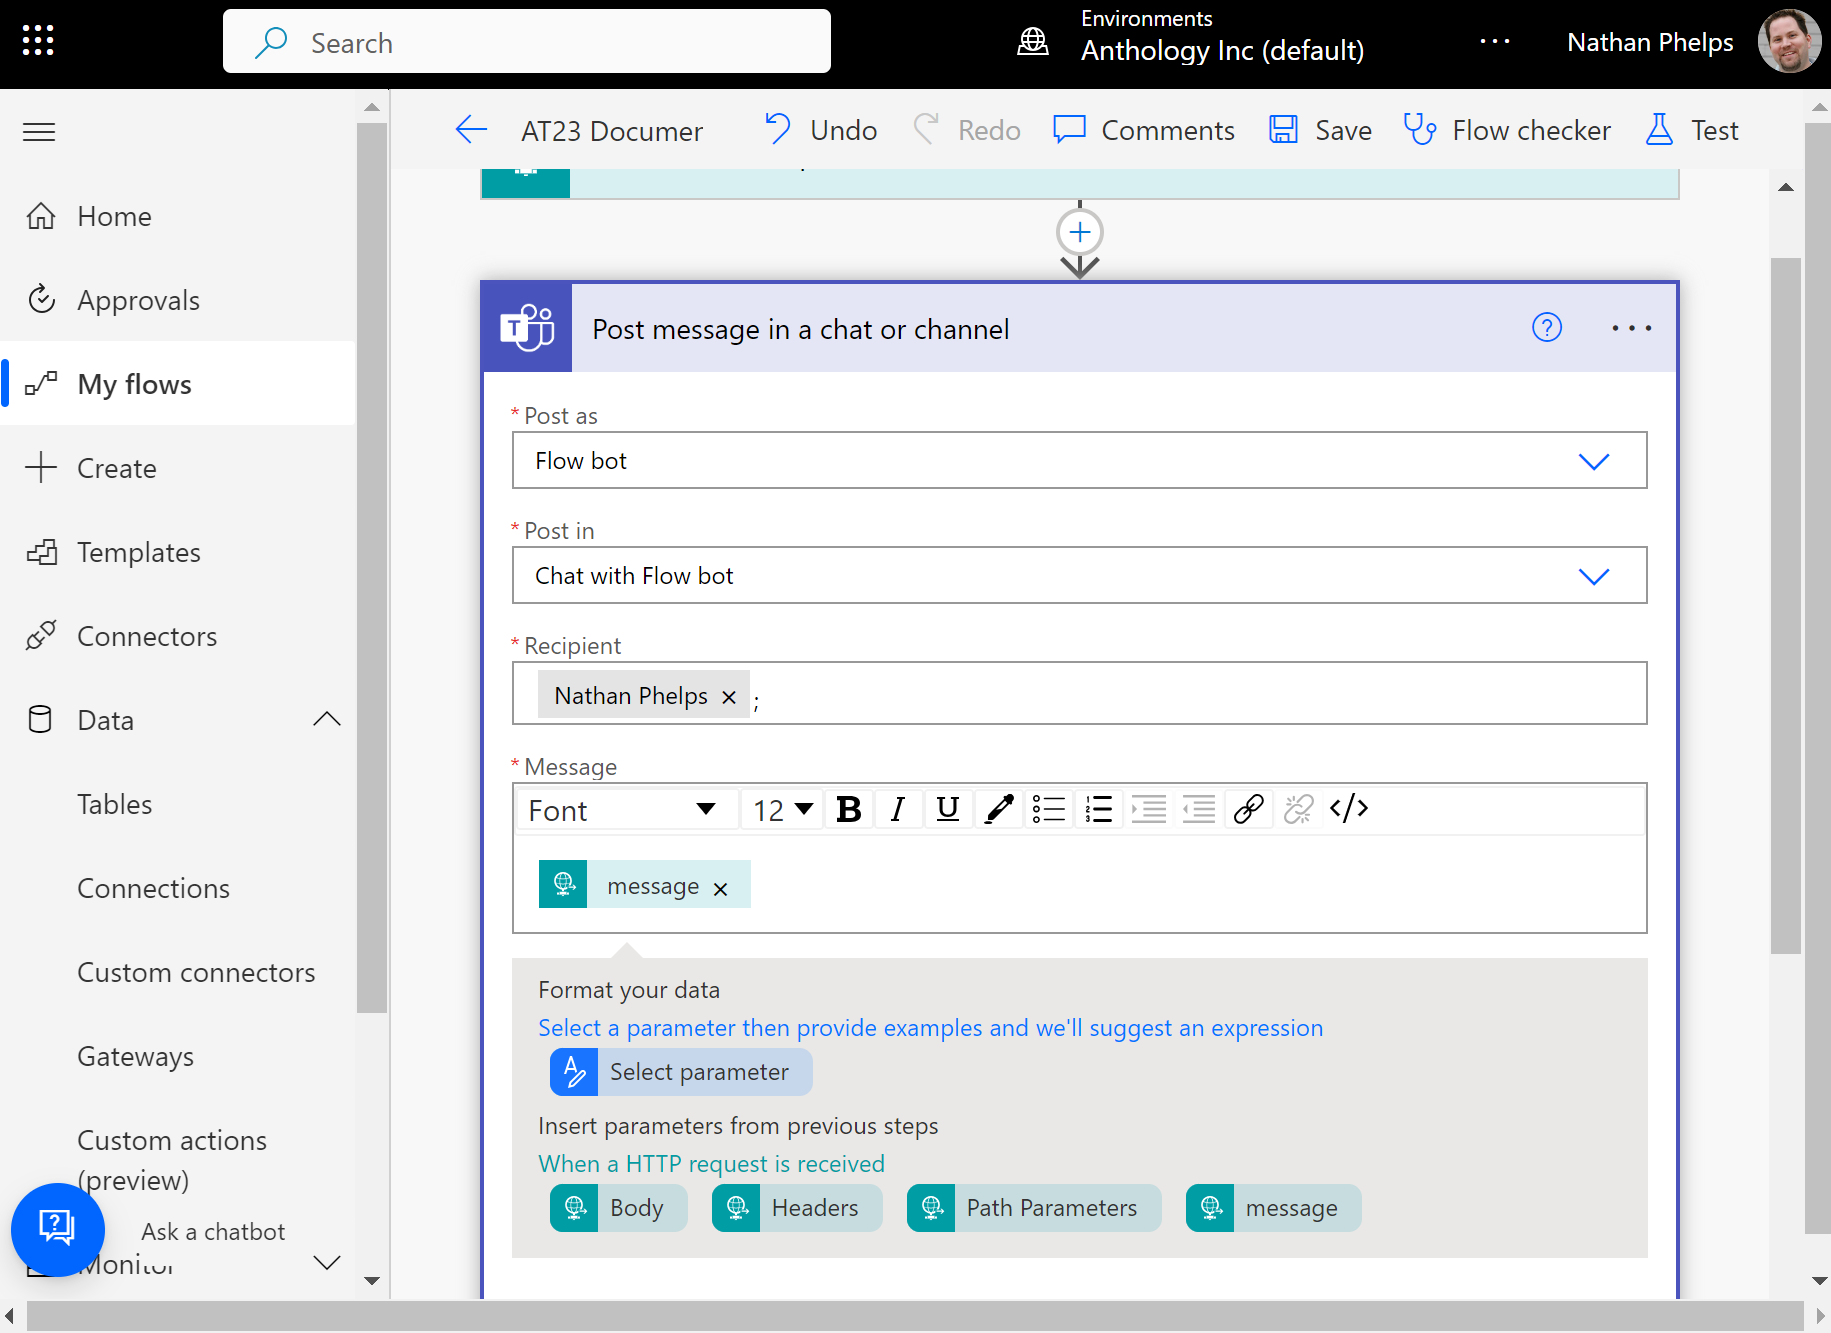 Search
Environments
Anthology Inc (default)
Nathan Phelps
AT23 Documer
Undo
Redo
Comments
Save
Flow checker
Test
Home
Approvals
My flows
Create
Templates
Connectors
Data
Tables
Connections
Custom connectors
Gateways
Custom actions
(preview)
Ask a chatbot
Monitor
Post message in a chat or channel
* Post as
Flow bot
* Post in
Chat with Flow bot
* Recipient
Nathan Phelps × ;
* Message
Font 12 B I U </>
message ×
Format your data
Select a parameter then provide examples and we'll suggest an expression
Select parameter
Insert parameters from previous steps
When a HTTP request is received
Body Headers Path Parameters message